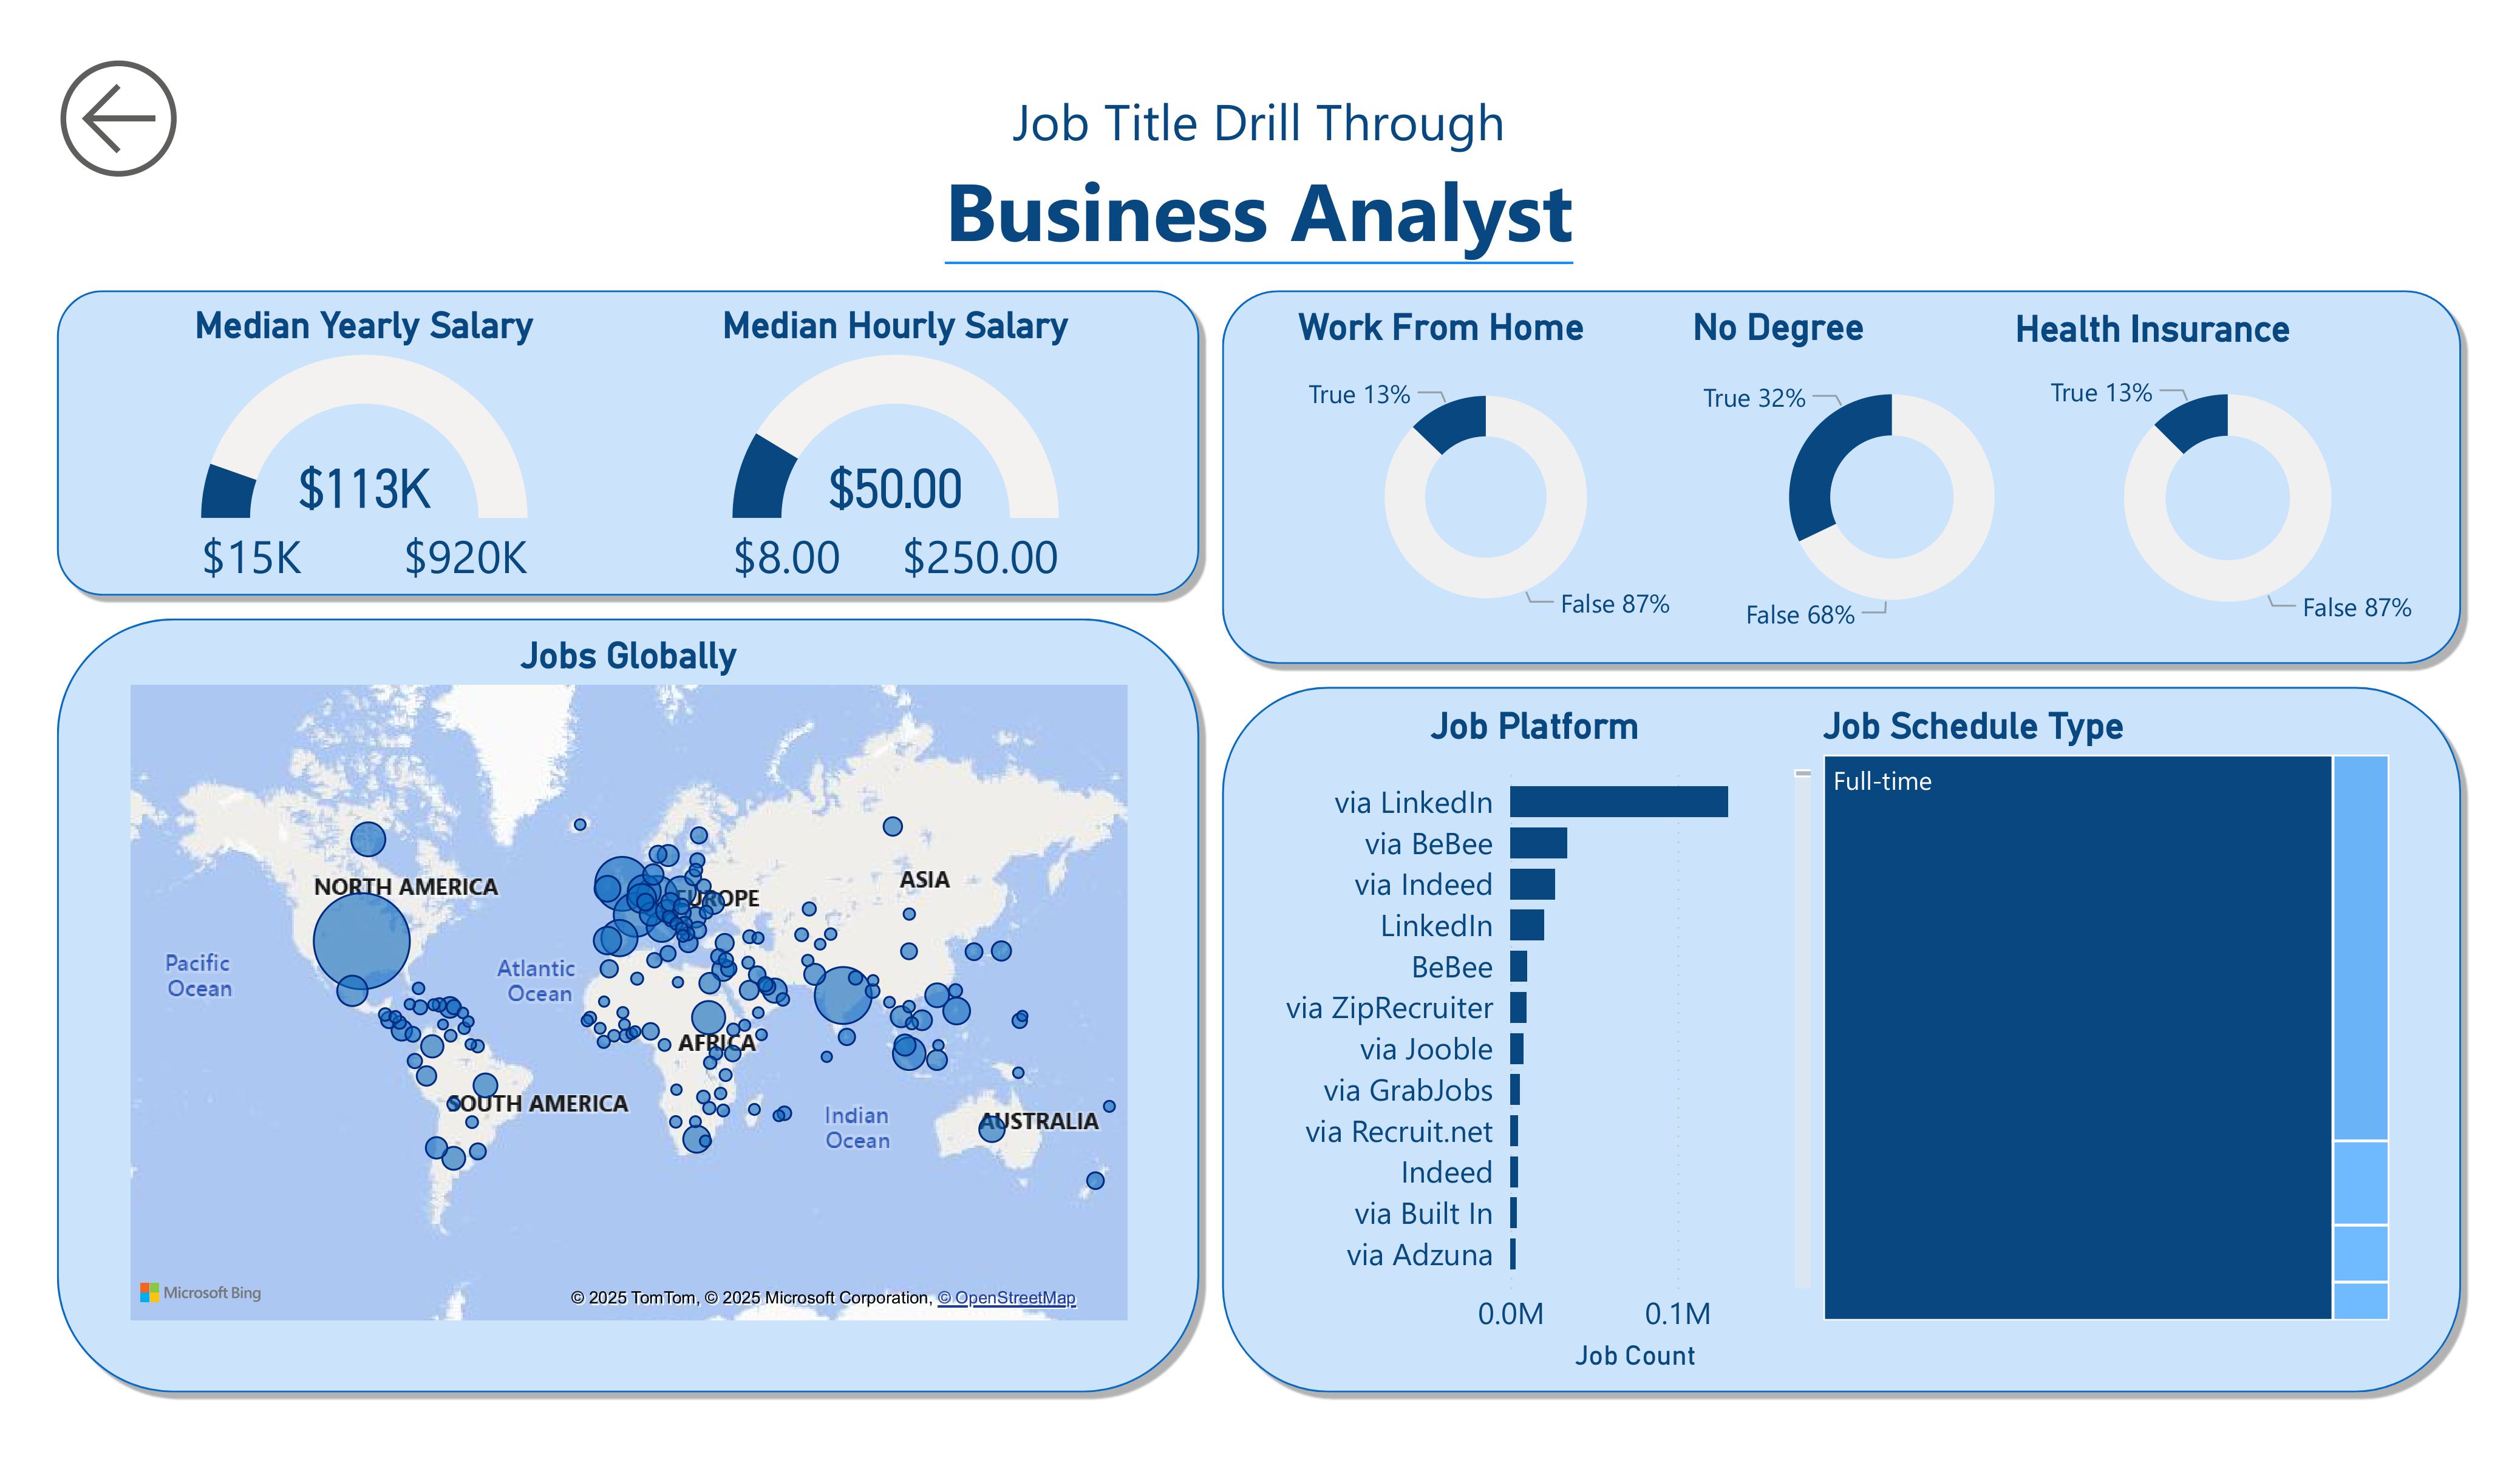 Job Title Drill Through
Business Analyst
Median Yearly Salary
$113K
$15K
$920K
Median Hourly Salary
$50.00
$8.00
$250.00
Work From Home
True 13%
False 87%
No Degree
True 32%
False 68%
Health Insurance
True 13%
False 87%
Jobs Globally
NORTH AMERICA
EUROPE
ASIA
Pacific
Ocean
Atlantic
Ocean
AFRICA
SOUTH AMERICA
Indian
Ocean
AUSTRALIA
Microsoft Bing
© 2025 TomTom, © 2025 Microsoft Corporation, © OpenStreetMap
Job Platform
via LinkedIn
via BeBee
via Indeed
LinkedIn
BeBee
via ZipRecruiter
via Jooble
via GrabJobs
via Recruit.net
Indeed
via Built In
via Adzuna
0.0M
0.1M
Job Count
Job Schedule Type
Full-time